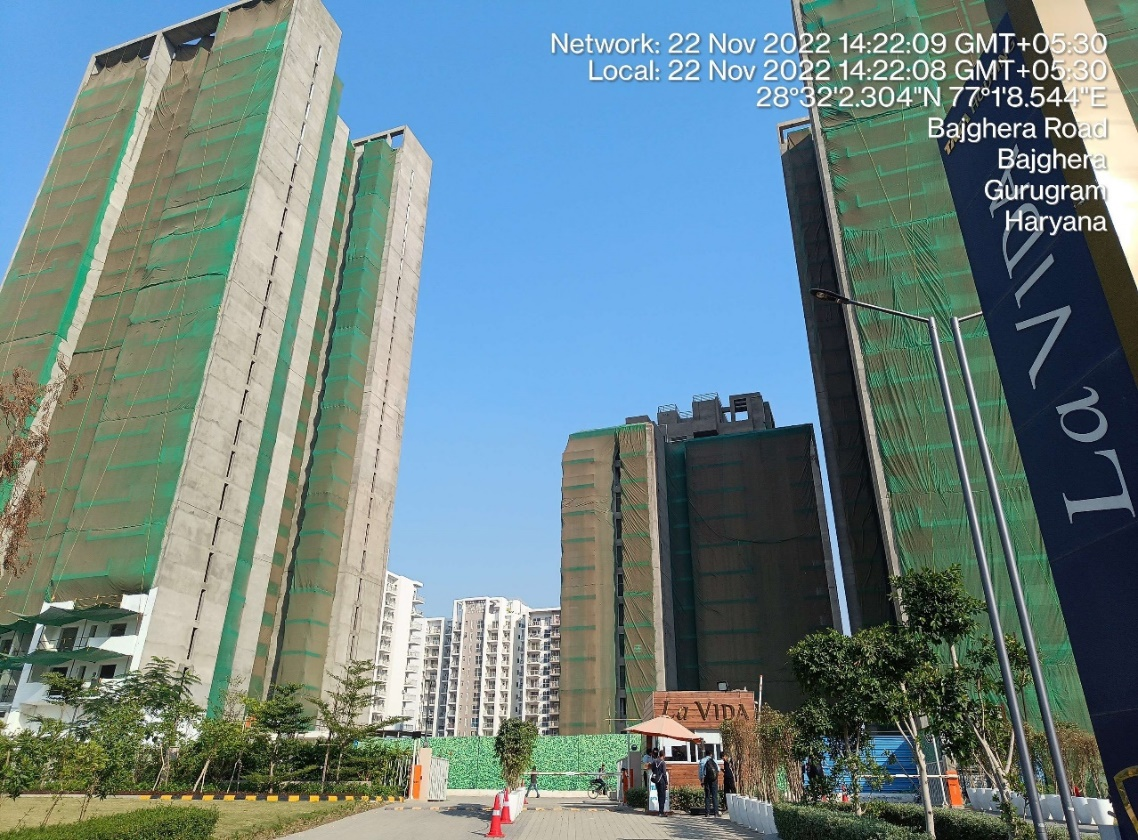 Network: 22 Nov 2022 14:22:09 GMT+05:30
Local: 22 Nov 2022 14:22:08 GMT+05:30
28°32'2.304"N 77°1'8.544"E
Bajghera Road
Bajghera
Gurugram
Haryana
La VIDA
La VIDA